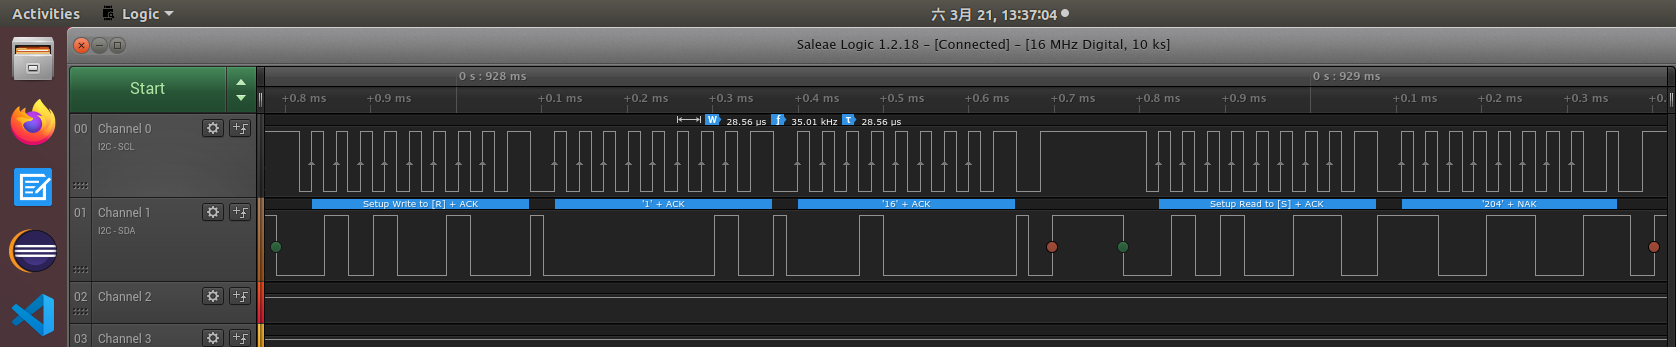 Activities Logic 六 3月 21, 13:37:04
Saleae Logic 1.2.18 - [Connected] - [16 MHz Digital, 10 ks]
Start
0 s : 928 ms 0 s : 929 ms
+0.8 ms +0.9 ms +0.1 ms +0.2 ms +0.3 ms +0.4 ms +0.5 ms +0.6 ms +0.7 ms +0.8 ms +0.9 ms +0.1 ms +0.2 ms +0.3 ms +0.
W 28.56 µs f 35.01 kHz τ 28.56 µs
00 Channel 0
I2C - SCL
Setup Write to [R] + ACK '1' + ACK '16' + ACK Setup Read to [S] + ACK '204' + NAK
01 Channel 1
I2C - SDA
02 Channel 2
03 Channel 3